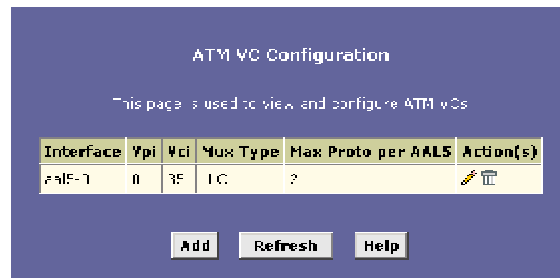 ATM VC Configuration
This page is used to view and configure ATM VCs
Interface Vpi Vci Mux Type Max Proto per AAL5 Action(s)
aal5-0 0 35 LLC 2
Add Refresh Help